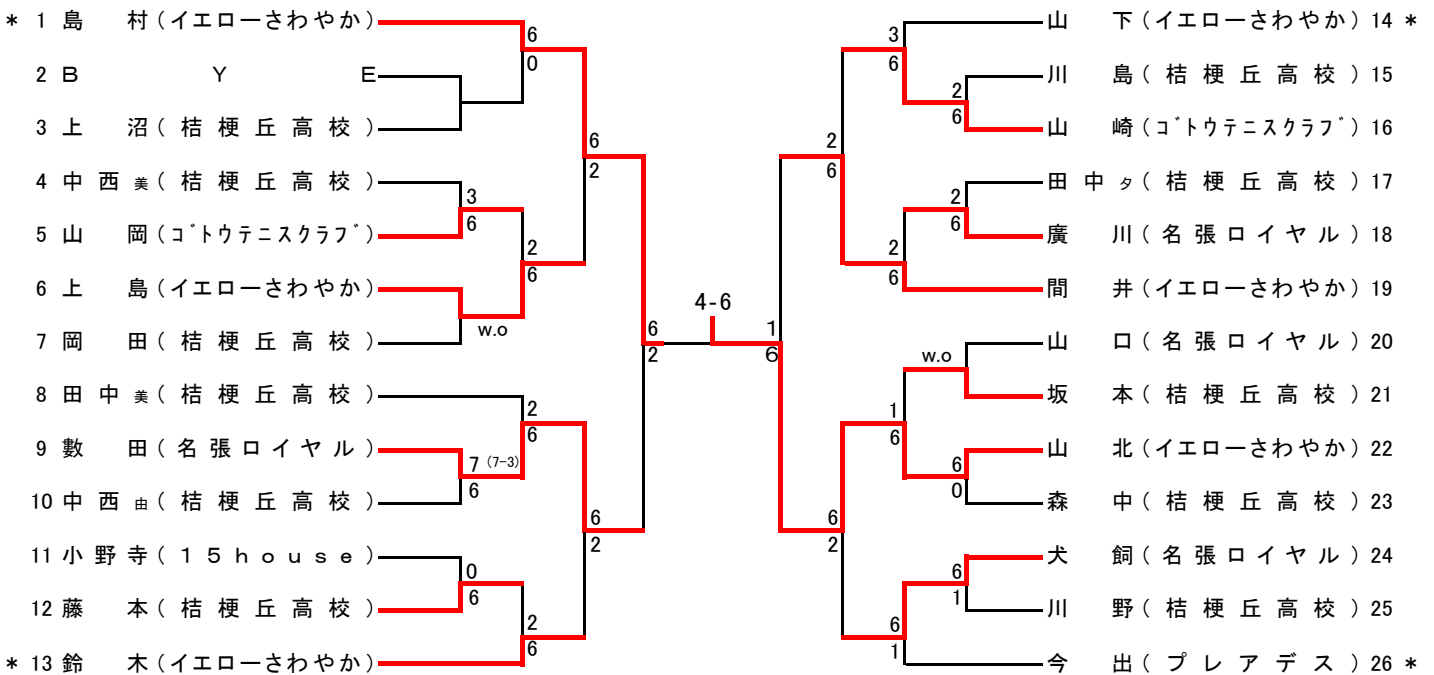 * 1 島 村 (イエローさわやか)
2 B Y E
3 上 沼 (桔梗丘高校)
4 中西美 (桔梗丘高校)
5 山 岡 (ゴトウテニスクラブ)
6 上 島 (イエローさわやか)
7 岡 田 (桔梗丘高校)
8 田中美 (桔梗丘高校)
9 數 田 (名張ロイヤル)
10 中西由 (桔梗丘高校)
11 小野寺 (15house)
12 藤 本 (桔梗丘高校)
* 13 鈴 木 (イエローさわやか)
6
0
3
6
w.o
2
6
6
2
7 (7-3)
6
2
6
0
6
2
6
6
2
6
2
4-6
1
6
2
6
6
2
3
6
2
6
2
6
2
6
w.o
1
6
6
0
6
1
6
1
山 下 (イエローさわやか) 14 *
川 島 (桔梗丘高校) 15
山 崎 (ゴトウテニスクラブ) 16
田中夕 (桔梗丘高校) 17
廣 川 (名張ロイヤル) 18
間 井 (イエローさわやか) 19
山 口 (名張ロイヤル) 20
坂 本 (桔梗丘高校) 21
山 北 (イエローさわやか) 22
森 中 (桔梗丘高校) 23
犬 飼 (名張ロイヤル) 24
川 野 (桔梗丘高校) 25
今 出 (プレアデス) 26 *